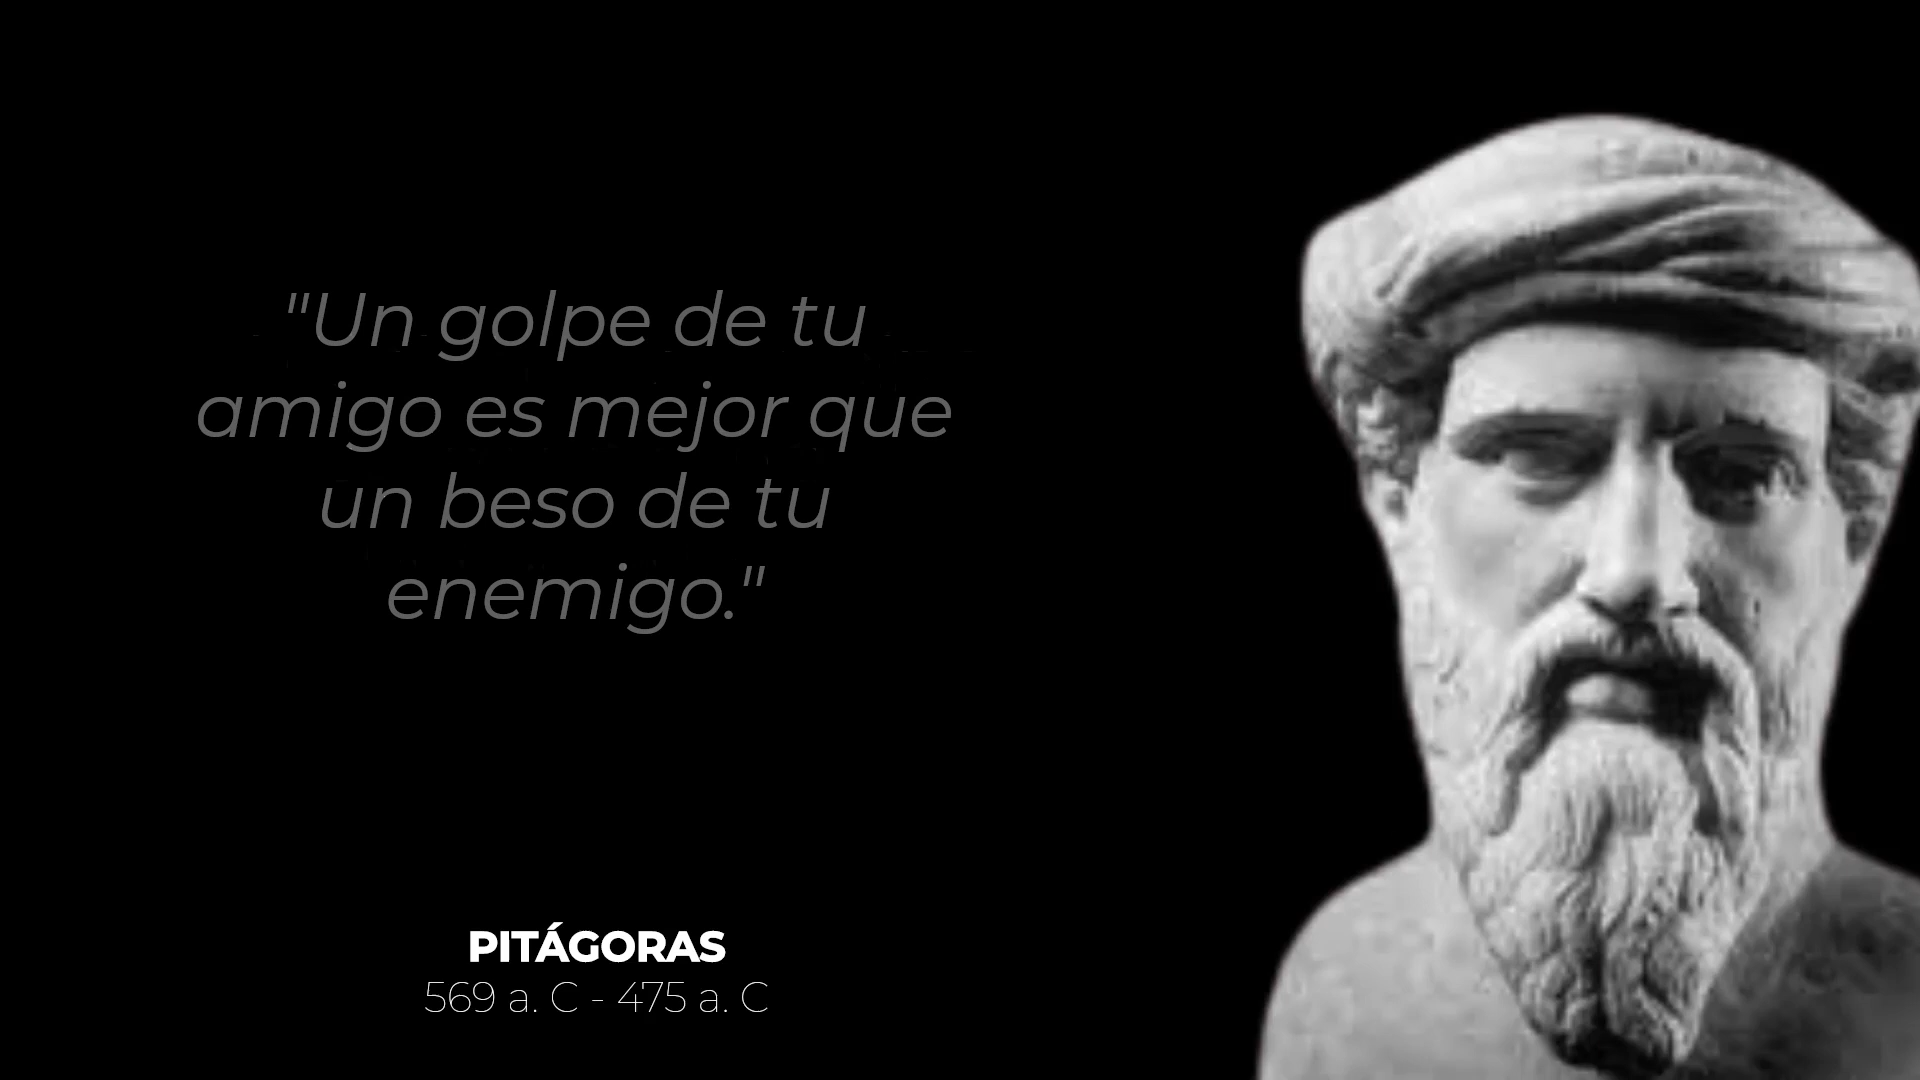 "Un golpe de tu
amigo es mejor que
un beso de tu
enemigo."
PITÁGORAS
569 a. C - 475 a. C